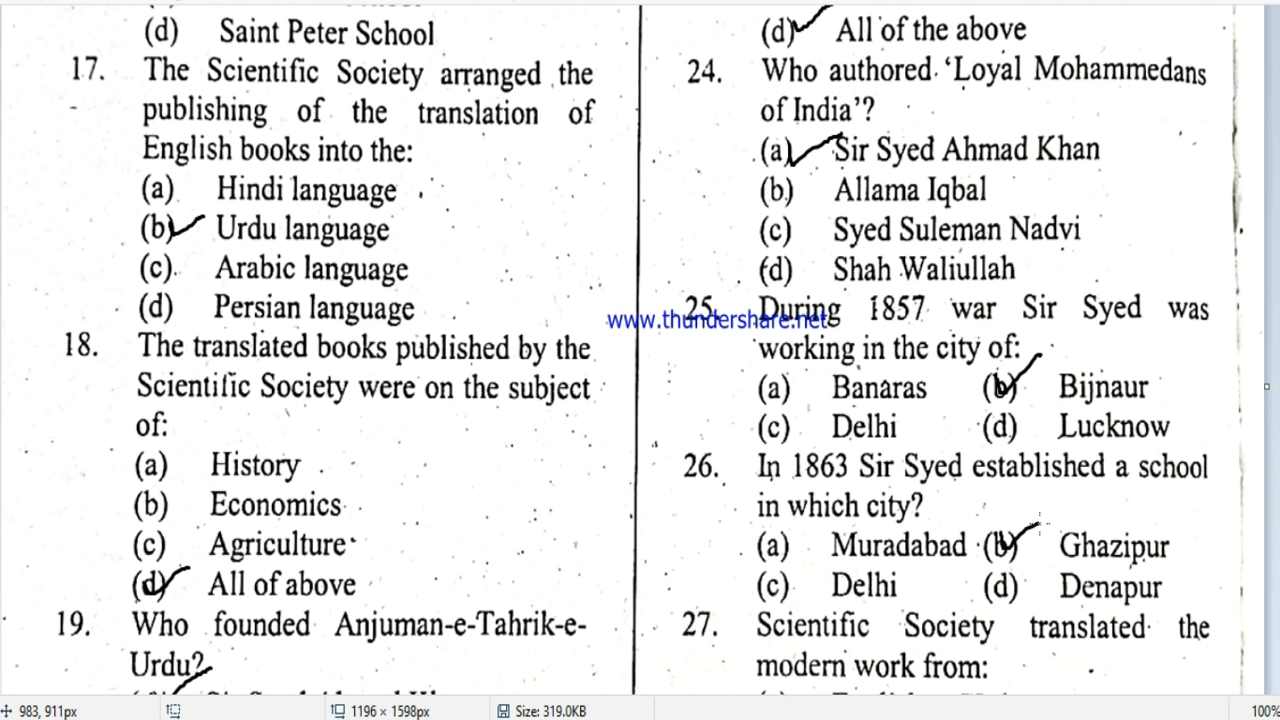 (d) Saint Peter School
17. The Scientific Society arranged the
publishing of the translation of
English books into the:
(a) Hindi language
(b) Urdu language
(c) Arabic language
(d) Persian language
18. The translated books published by the
Scientific Society were on the subject
of:
(a) History
(b) Economics
(c) Agriculture
(d) All of above
19. Who founded Anjuman-e-Tahrik-e-
Urdu?
(d) All of the above
24. Who authored 'Loyal Mohammedans
of India'?
(a) Sir Syed Ahmad Khan
(b) Allama Iqbal
(c) Syed Suleman Nadvi
(d) Shah Waliullah
25. During 1857 war Sir Syed was
working in the city of:
(a) Banaras (b) Bijnaur
(c) Delhi (d) Lucknow
26. In 1863 Sir Syed established a school
in which city?
(a) Muradabad (b) Ghazipur
(c) Delhi (d) Denapur
27. Scientific Society translated the
modern work from:
www.thundershare.net
983, 911px 1196 × 1598px Size: 319.0KB 100%